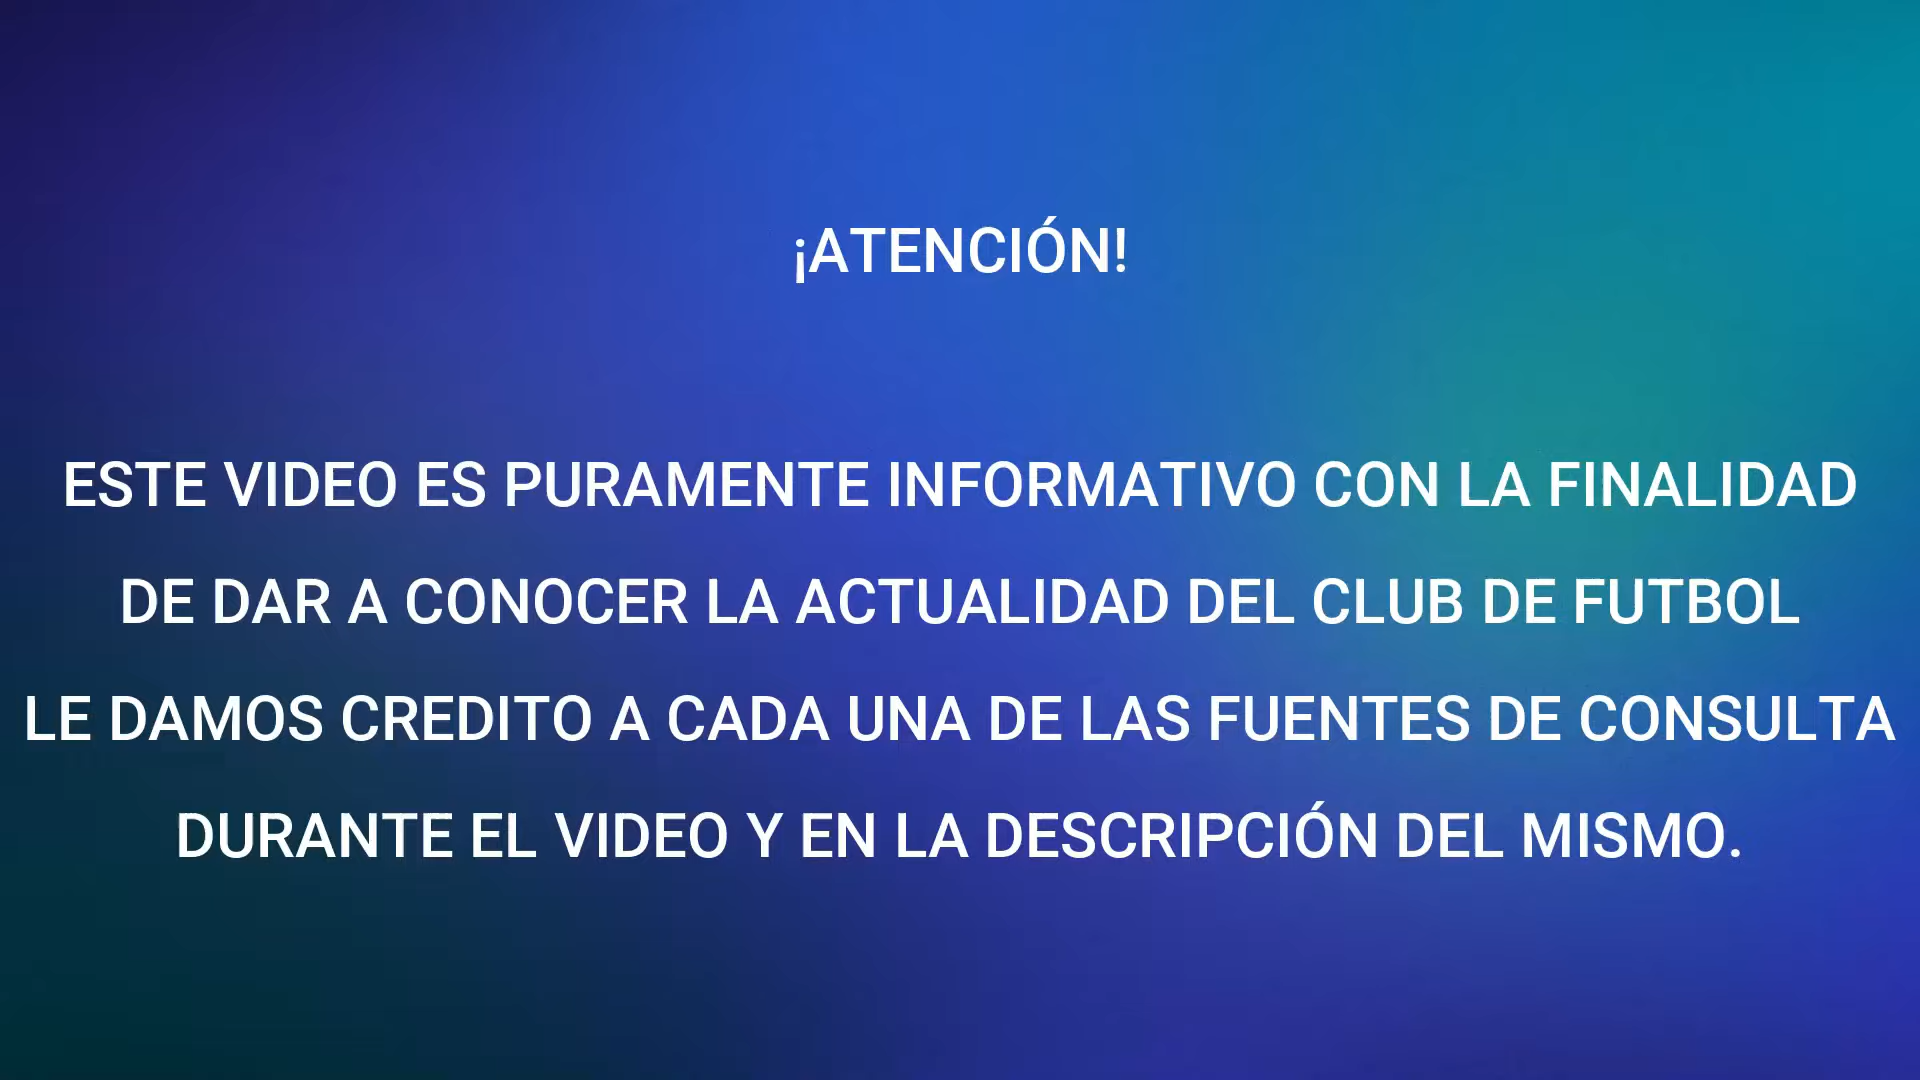 ¡ATENCIÓN!
ESTE VIDEO ES PURAMENTE INFORMATIVO CON LA FINALIDAD
DE DAR A CONOCER LA ACTUALIDAD DEL CLUB DE FUTBOL
LE DAMOS CREDITO A CADA UNA DE LAS FUENTES DE CONSULTA
DURANTE EL VIDEO Y EN LA DESCRIPCIÓN DEL MISMO.